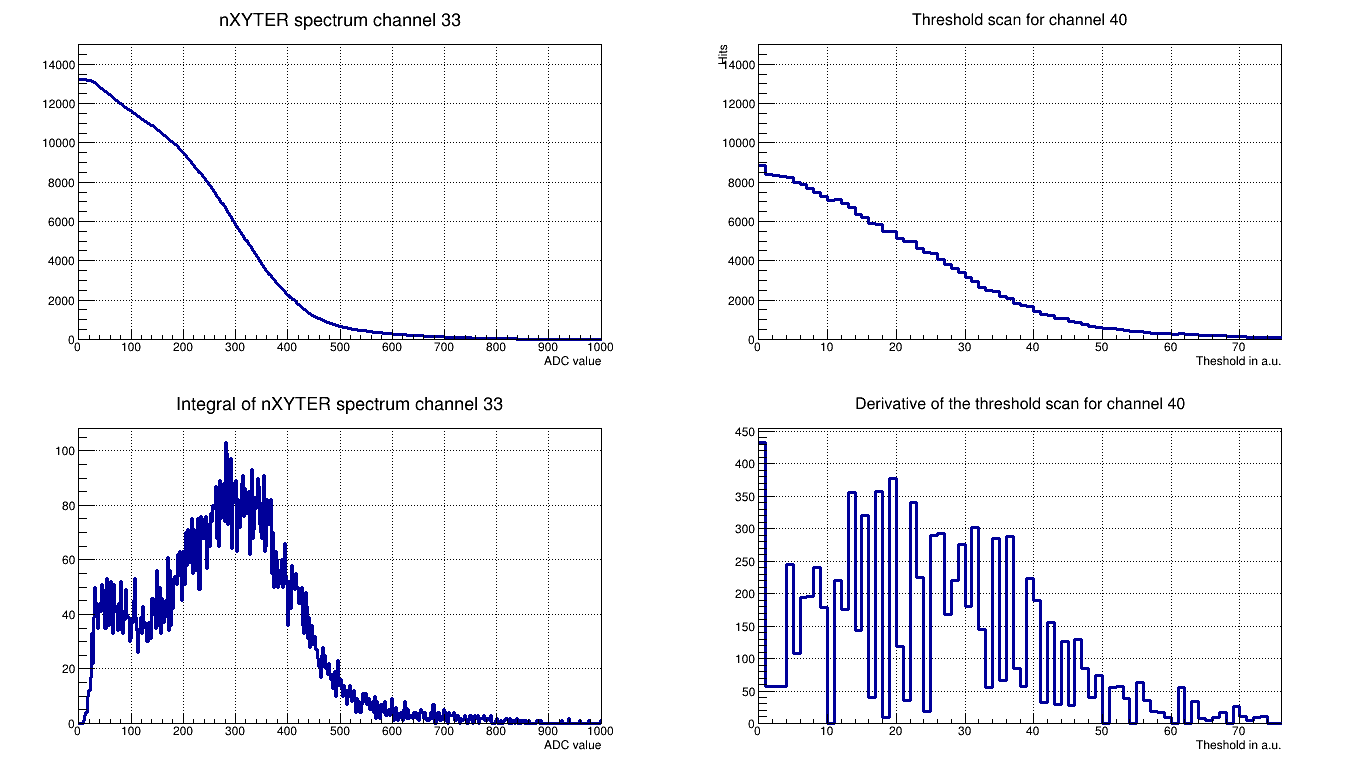 nXYTER spectrum channel 33
14000
12000
10000
8000
6000
4000
2000
0
0 100 200 300 400 500 600 700 800 900 1000
ADC value
Threshold scan for channel 40
Hits
14000
12000
10000
8000
6000
4000
2000
0
0 10 20 30 40 50 60 70
Theshold in a.u.
Integral of nXYTER spectrum channel 33
100
80
60
40
20
0
0 100 200 300 400 500 600 700 800 900 1000
ADC value
Derivative of the threshold scan for channel 40
450
400
350
300
250
200
150
100
50
0
0 10 20 30 40 50 60 70
Theshold in a.u.